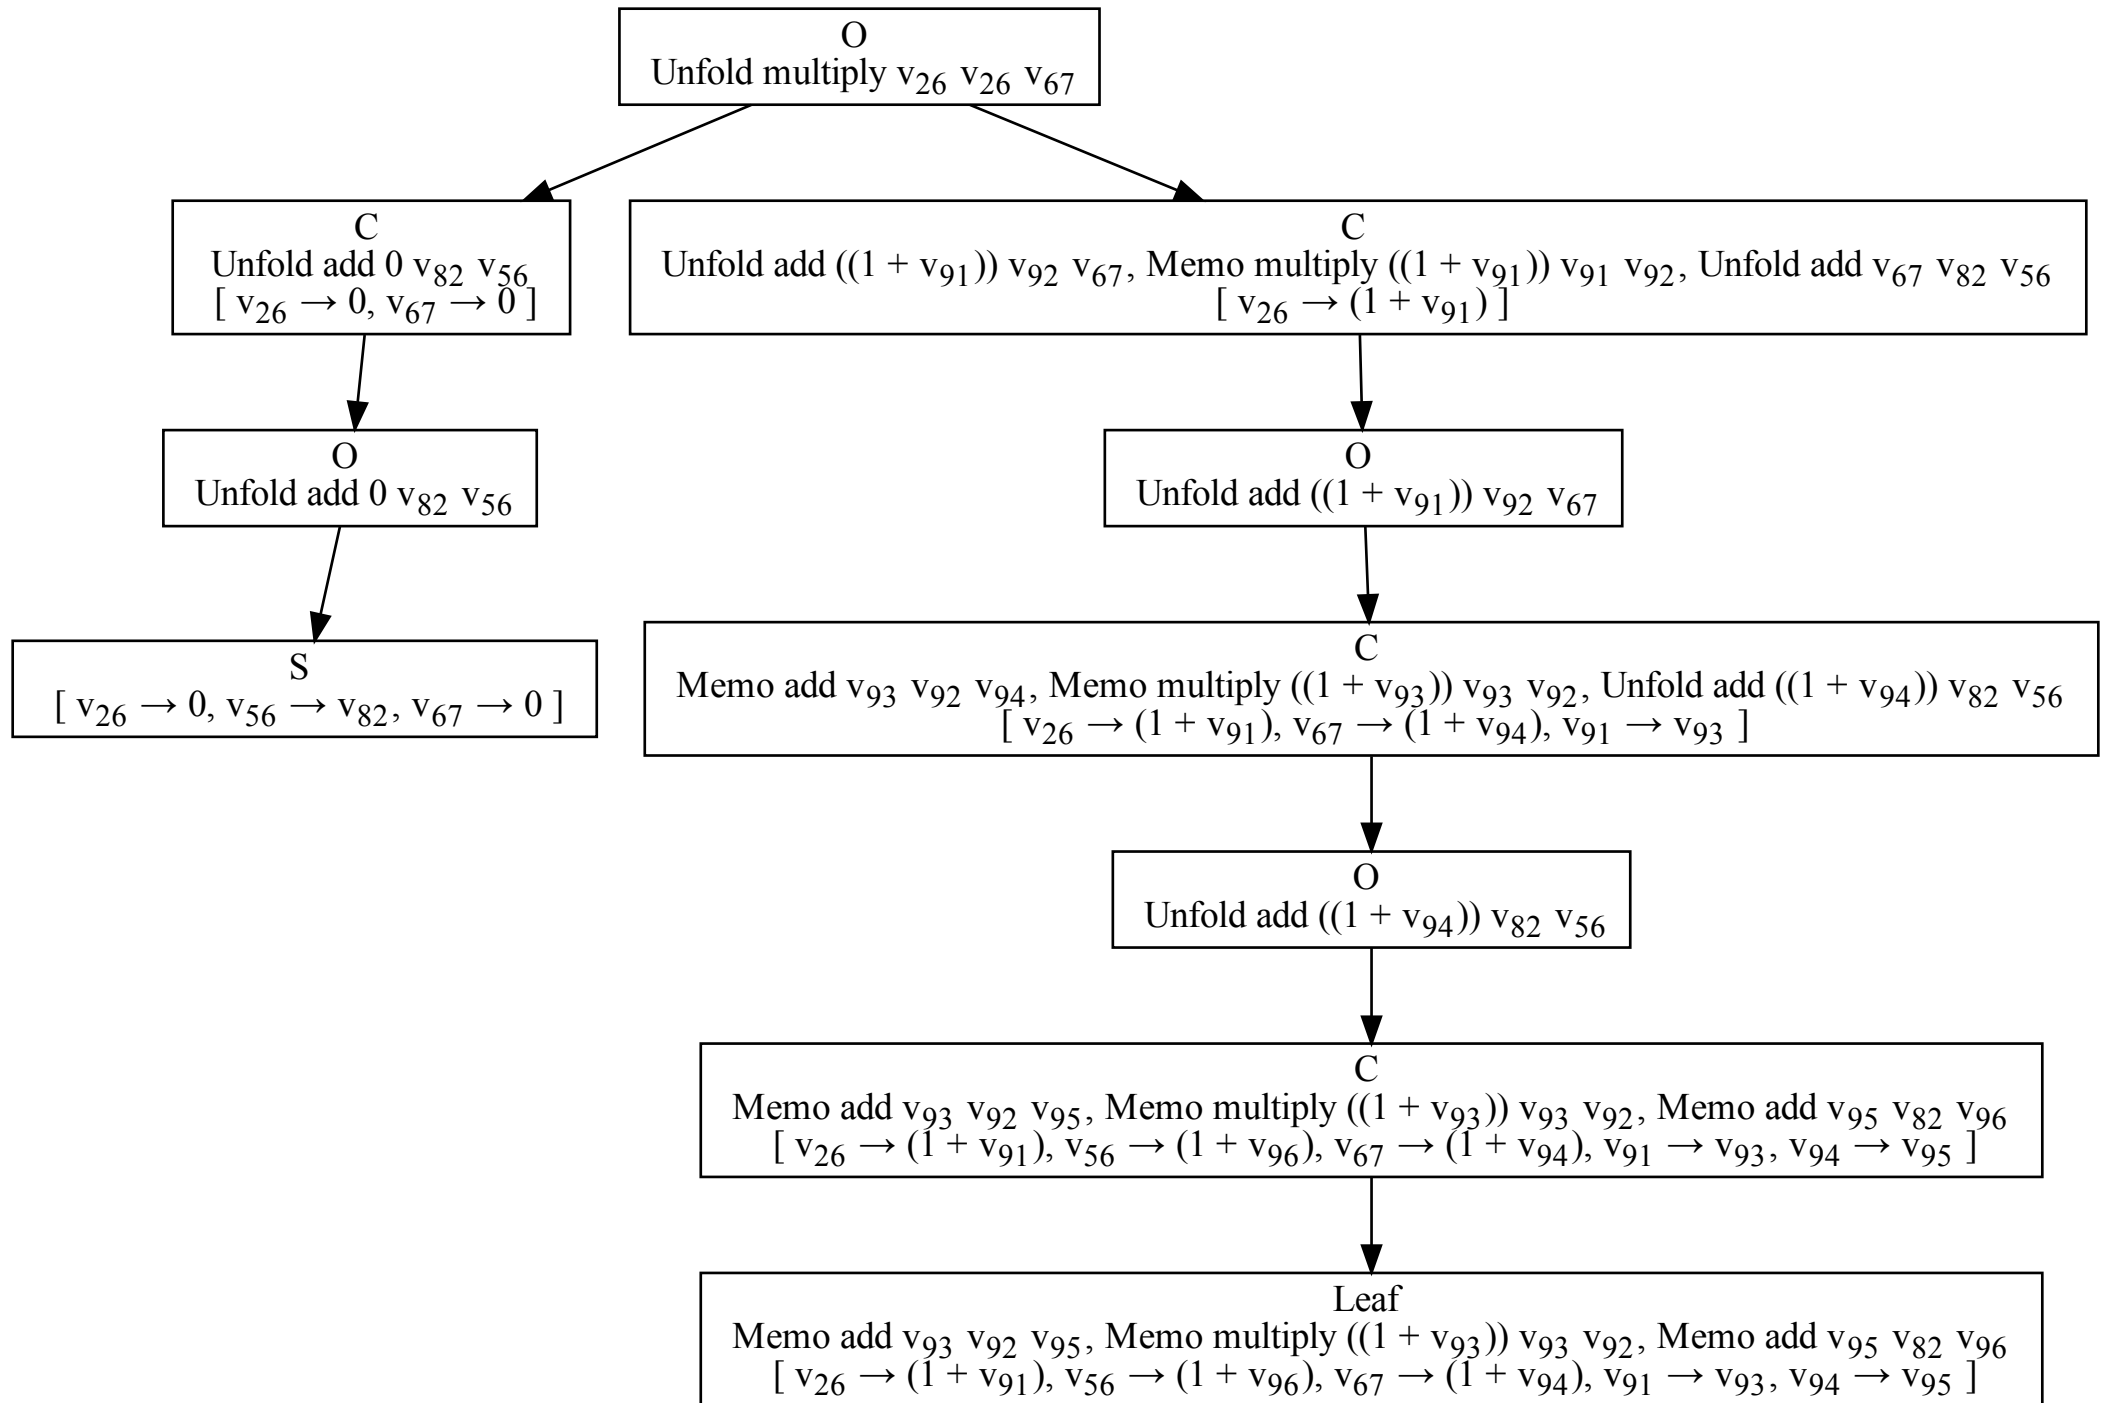 O
Unfold multiply v₂₆ v₂₆ v₆₇
C
Unfold add 0 v₈₂ v₅₆
[ v₂₆ → 0, v₆₇ → 0 ]
C
Unfold add ((1 + v₉₁)) v₉₂ v₆₇, Memo multiply ((1 + v₉₁)) v₉₁ v₉₂, Unfold add v₆₇ v₈₂ v₅₆
[ v₂₆ → (1 + v₉₁) ]
O
Unfold add 0 v₈₂ v₅₆
O
Unfold add ((1 + v₉₁)) v₉₂ v₆₇
S
[ v₂₆ → 0, v₅₆ → v₈₂, v₆₇ → 0 ]
C
Memo add v₉₃ v₉₂ v₉₄, Memo multiply ((1 + v₉₃)) v₉₃ v₉₂, Unfold add ((1 + v₉₄)) v₈₂ v₅₆
[ v₂₆ → (1 + v₉₁), v₆₇ → (1 + v₉₄), v₉₁ → v₉₃ ]
O
Unfold add ((1 + v₉₄)) v₈₂ v₅₆
C
Memo add v₉₃ v₉₂ v₉₅, Memo multiply ((1 + v₉₃)) v₉₃ v₉₂, Memo add v₉₅ v₈₂ v₉₆
[ v₂₆ → (1 + v₉₁), v₅₆ → (1 + v₉₆), v₆₇ → (1 + v₉₄), v₉₁ → v₉₃, v₉₄ → v₉₅ ]
Leaf
Memo add v₉₃ v₉₂ v₉₅, Memo multiply ((1 + v₉₃)) v₉₃ v₉₂, Memo add v₉₅ v₈₂ v₉₆
[ v₂₆ → (1 + v₉₁), v₅₆ → (1 + v₉₆), v₆₇ → (1 + v₉₄), v₉₁ → v₉₃, v₉₄ → v₉₅ ]